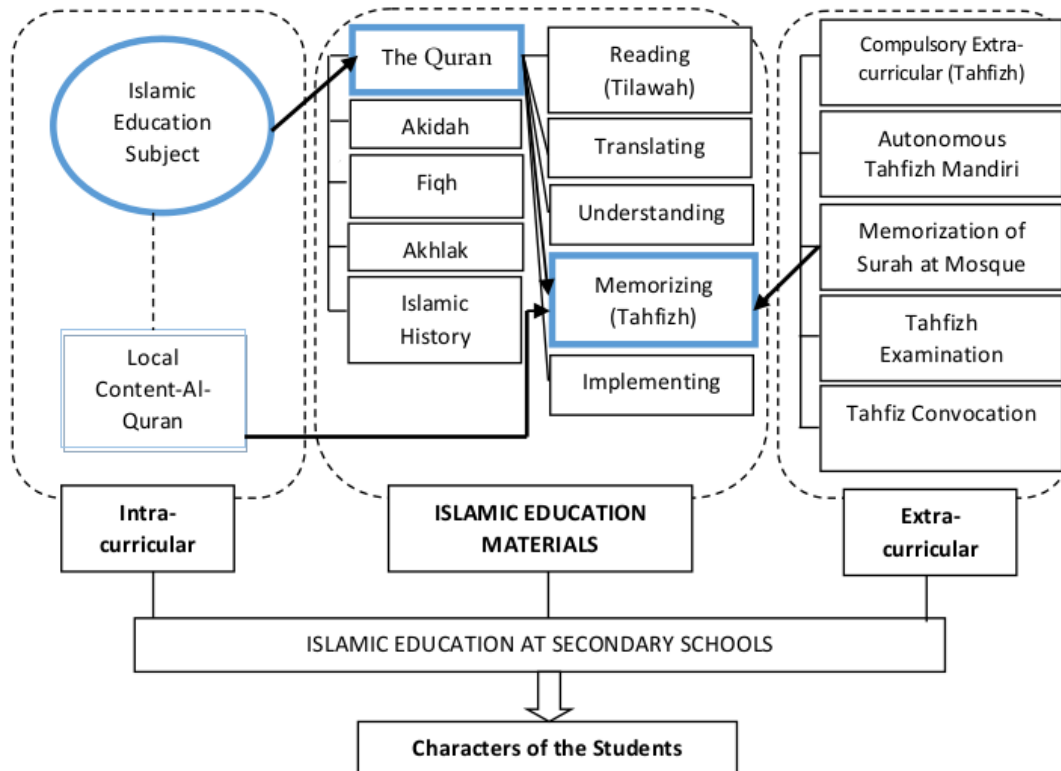 Islamic
Education
Subject
Local
Content-Al-
Quran
The Quran
Akidah
Fiqh
Akhlak
Islamic
History
Reading
(Tilawah)
Translating
Understanding
Memorizing
(Tahfizh)
Implementing
Compulsory Extra-
curricular (Tahfizh)
Autonomous
Tahfizh Mandiri
Memorization of
Surah at Mosque
Tahfizh
Examination
Tahfiz Convocation
Intra-
curricular
ISLAMIC EDUCATION
MATERIALS
Extra-
curricular
ISLAMIC EDUCATION AT SECONDARY SCHOOLS
Characters of the Students